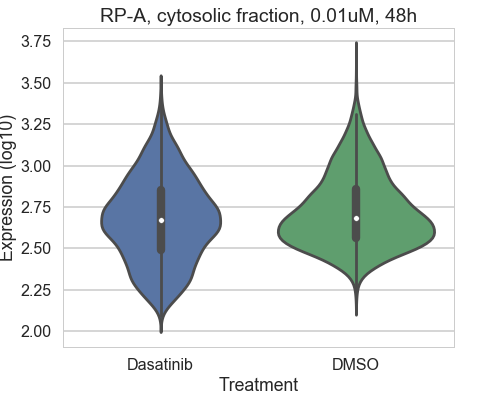 RP-A, cytosolic fraction, 0.01uM, 48h
Expression (log10)
3.75
3.50
3.25
3.00
2.75
2.50
2.25
2.00
Dasatinib
DMSO
Treatment